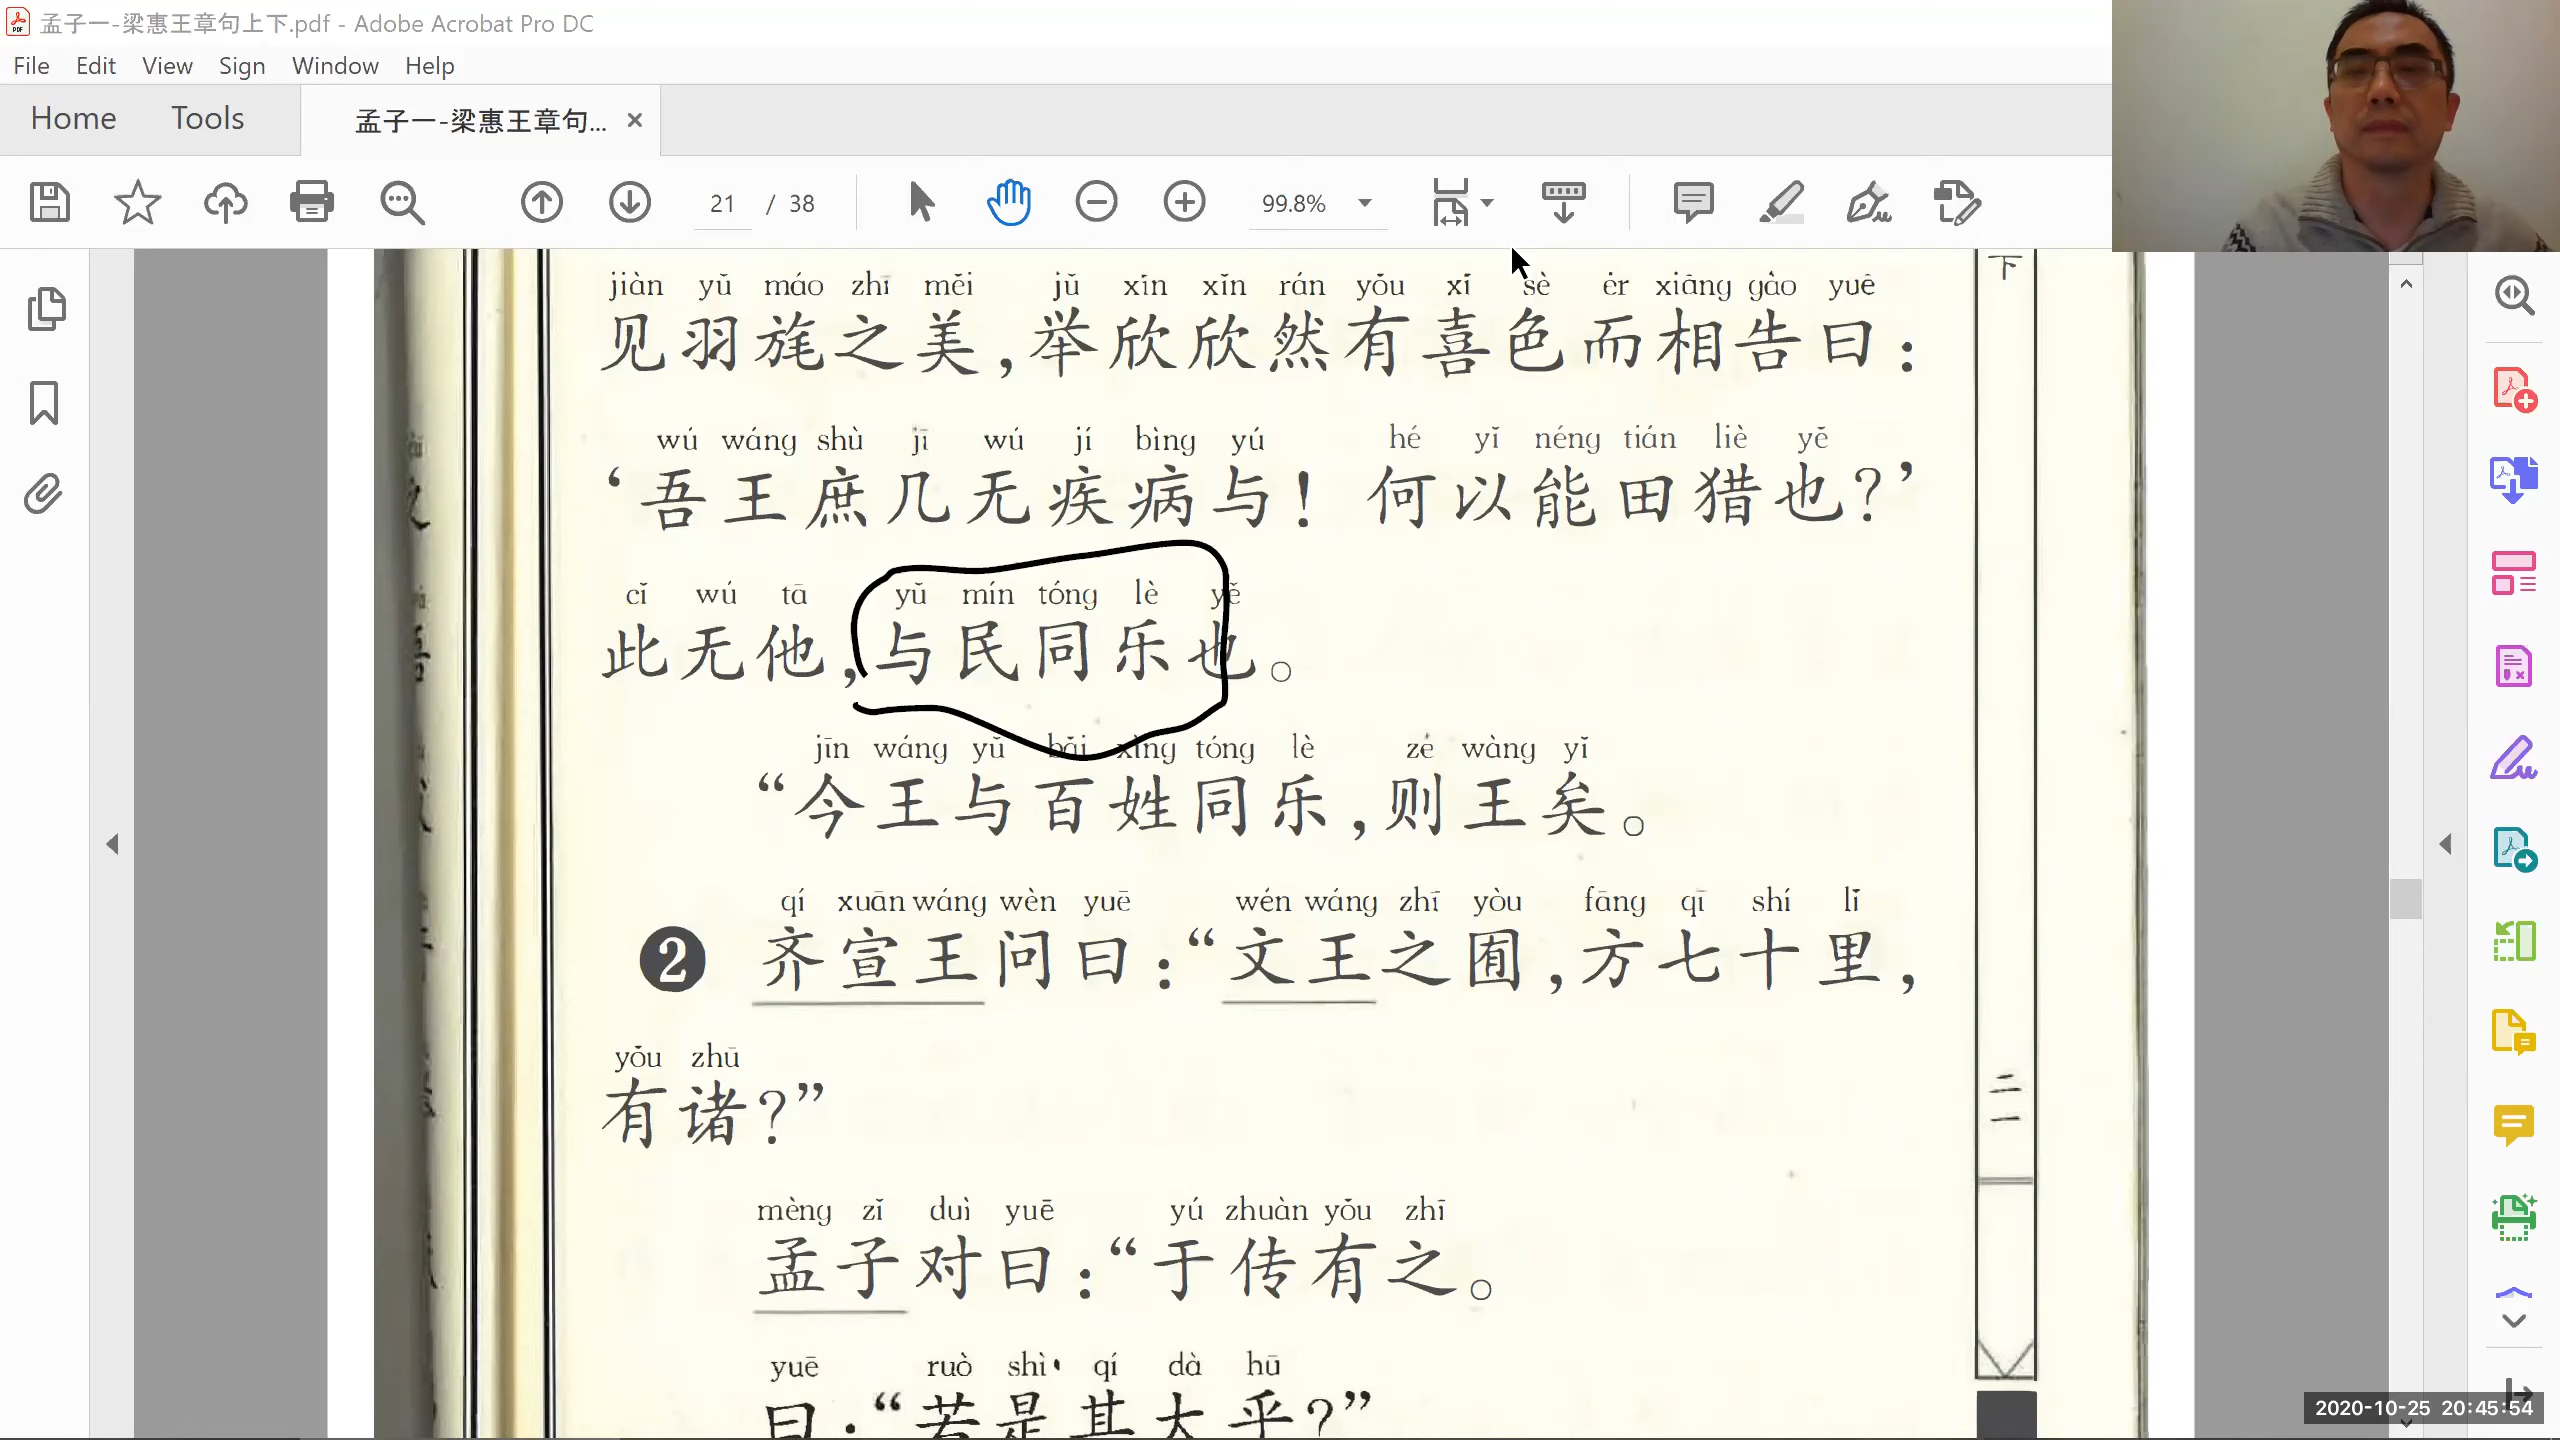 孟子一-梁惠王章句上下.pdf - Adobe Acrobat Pro DC
File Edit View Sign Window Help
Home Tools 孟子一-梁惠王章句... ×
21 / 38 99.8%
下
jiàn yǔ máo zhī měi jǔ xīn xīn rán yǒu xǐ sè ér xiāng gào yuē
见羽旄之美，举欣欣然有喜色而相告曰：
wú wáng shù jī wú jí bìng yú hé yǐ néng tián liè yě
‘吾王庶几无疾病与！何以能田猎也？’
cǐ wú tā yǔ mín tóng lè yě
此无他，与民同乐也。
jīn wáng yǔ bǎi xìng tóng lè zé wàng yǐ
“今王与百姓同乐，则王矣。
qí xuān wáng wèn yuē wén wáng zhī yòu fāng qī shí lǐ
2 齐宣王问曰：“文王之囿，方七十里，
yǒu zhū
有诸？”
mèng zǐ duì yuē yú zhuàn yǒu zhī
孟子对曰：“于传有之。
yuē ruò shì qí dà hū
曰：“若是其大乎？”
二一
2020-10-25 20:45:54